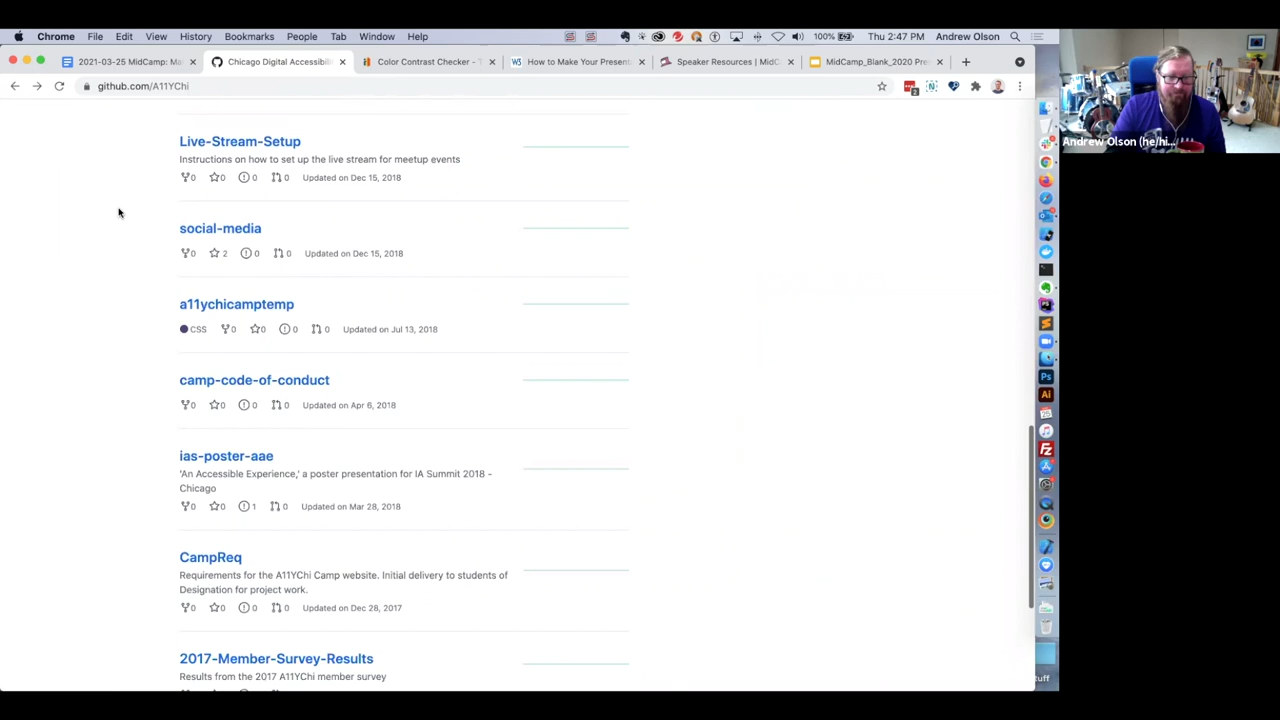 Chrome File Edit View History Bookmarks People Tab Window Help 100% Thu 2:47 PM Andrew Olson
2021-03-25 MidCamp: Ma Chicago Digital Accessibili Color Contrast Checker - T How to Make Your Present Speaker Resources | MidC MidCamp_Blank_2020 Pre
github.com/A11YChi
Andrew Olson (he/hi...
Live-Stream-Setup
Instructions on how to set up the live stream for meetup events
0 0 0 0 Updated on Dec 15, 2018
social-media
0 2 0 0 Updated on Dec 15, 2018
a11ychicamptemp
CSS 0 0 0 0 Updated on Jul 13, 2018
camp-code-of-conduct
0 0 0 0 Updated on Apr 6, 2018
ias-poster-aae
'An Accessible Experience,' a poster presentation for IA Summit 2018 -
Chicago
0 0 1 0 Updated on Mar 28, 2018
CampReq
Requirements for the A11YChi Camp website. Initial delivery to students of
Designation for project work.
0 0 0 0 Updated on Dec 28, 2017
2017-Member-Survey-Results
Results from the 2017 A11YChi member survey
tuff